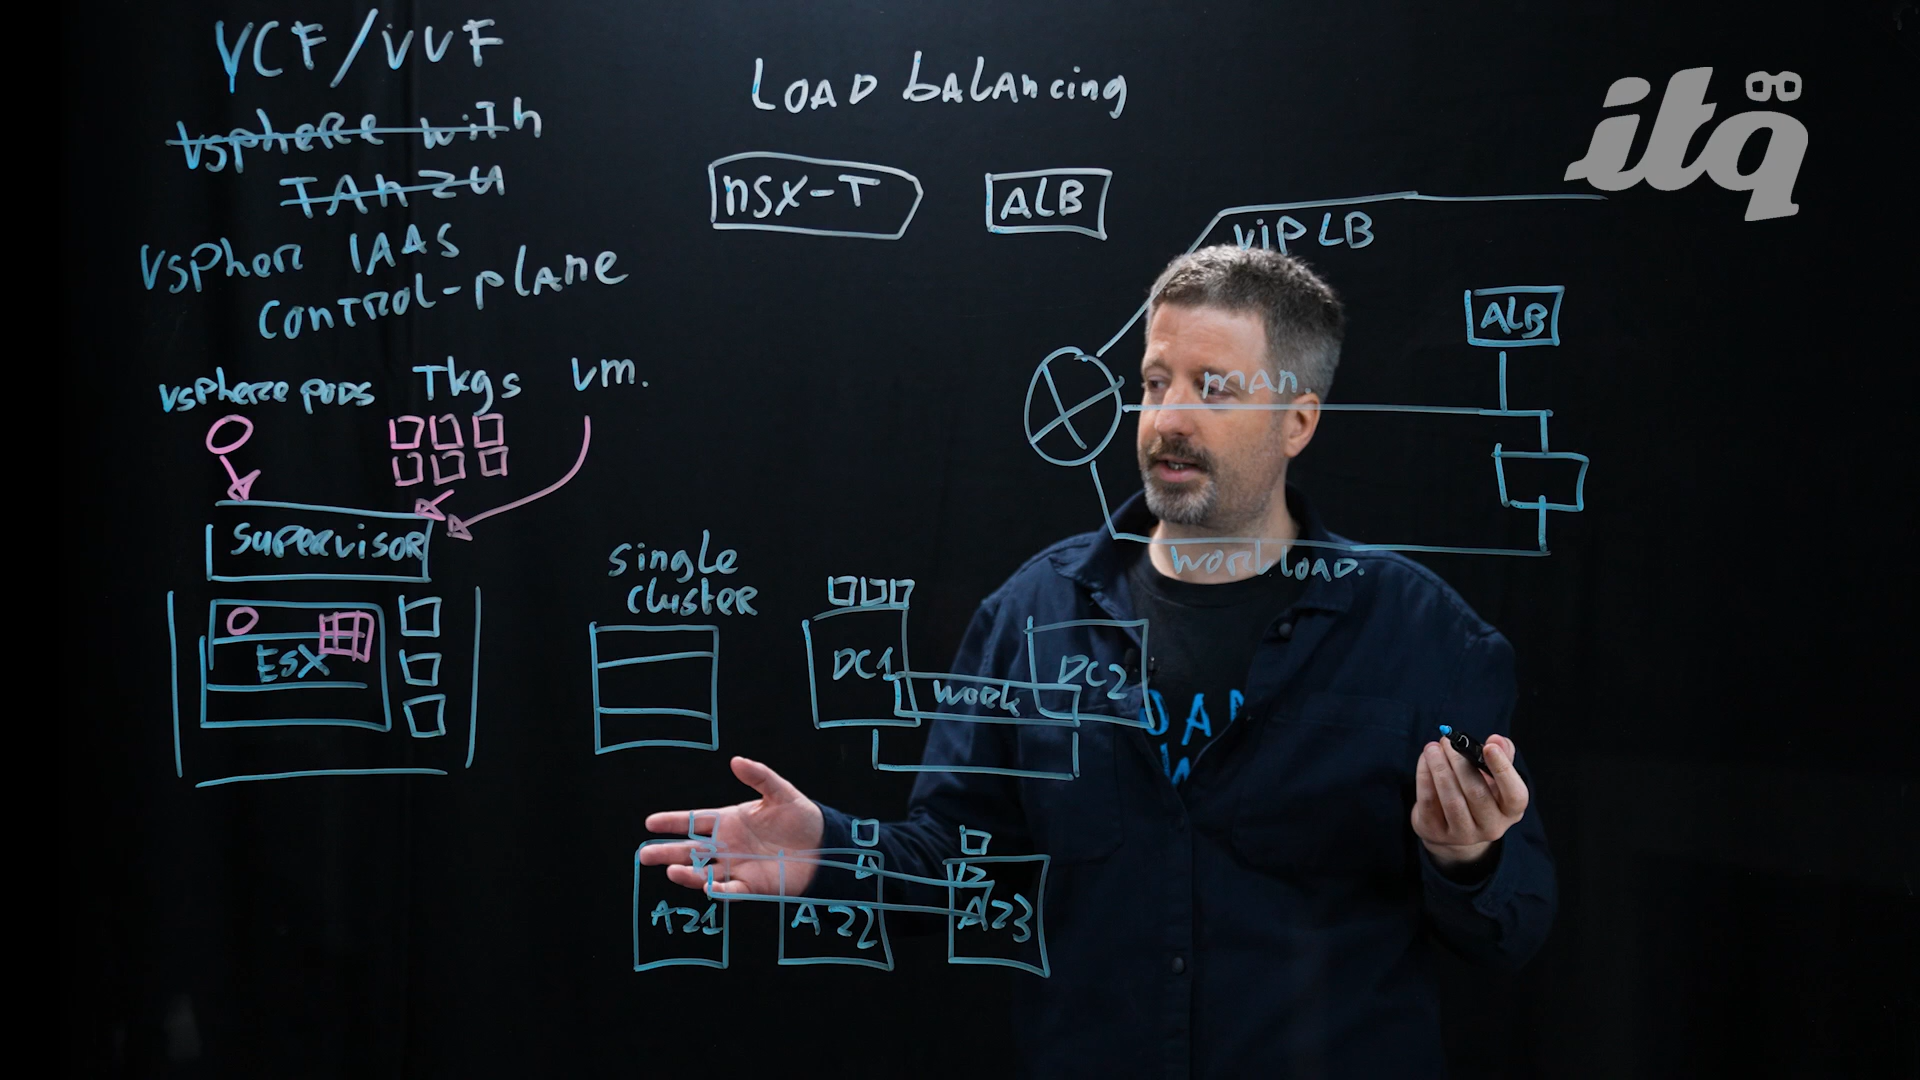 VCF/VVF
vsphere with
TANZU
vspher IAAS
control-plane
vsphere pods
Tkgs
vm.
supervisor
ESX
LOAD balancing
NSX-T
ALB
vip LB
ALB
man.
workload.
single
cluster
DC1
work
DC2
AZ1
AZ2
AZ3
itq